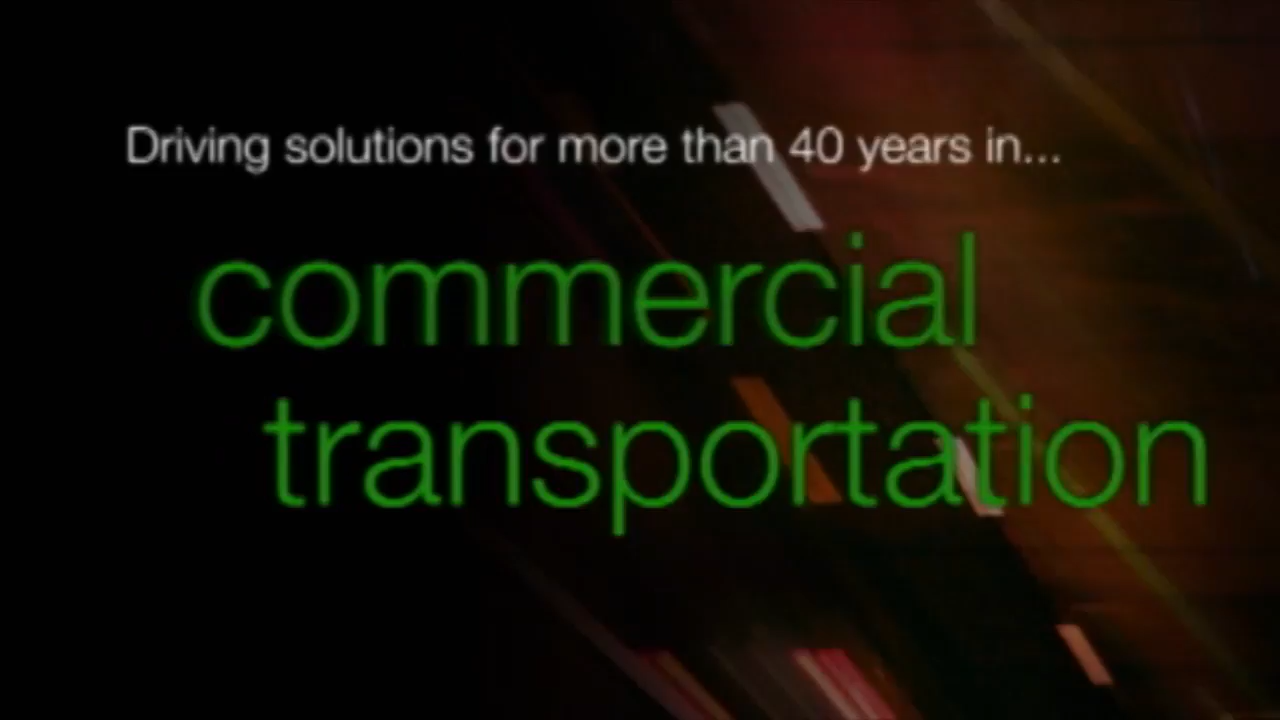 Driving solutions for more than 40 years in...
commercial
transportation